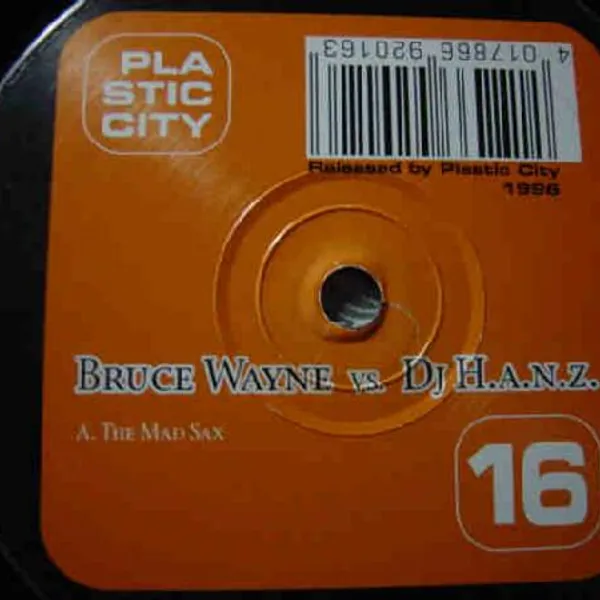 PLA
STIC
CITY
4 017866 920163
Released by Plastic City
1996
BRUCE WAYNE VS. DJ H.A.N.Z.
A. THE MAD SAX
16